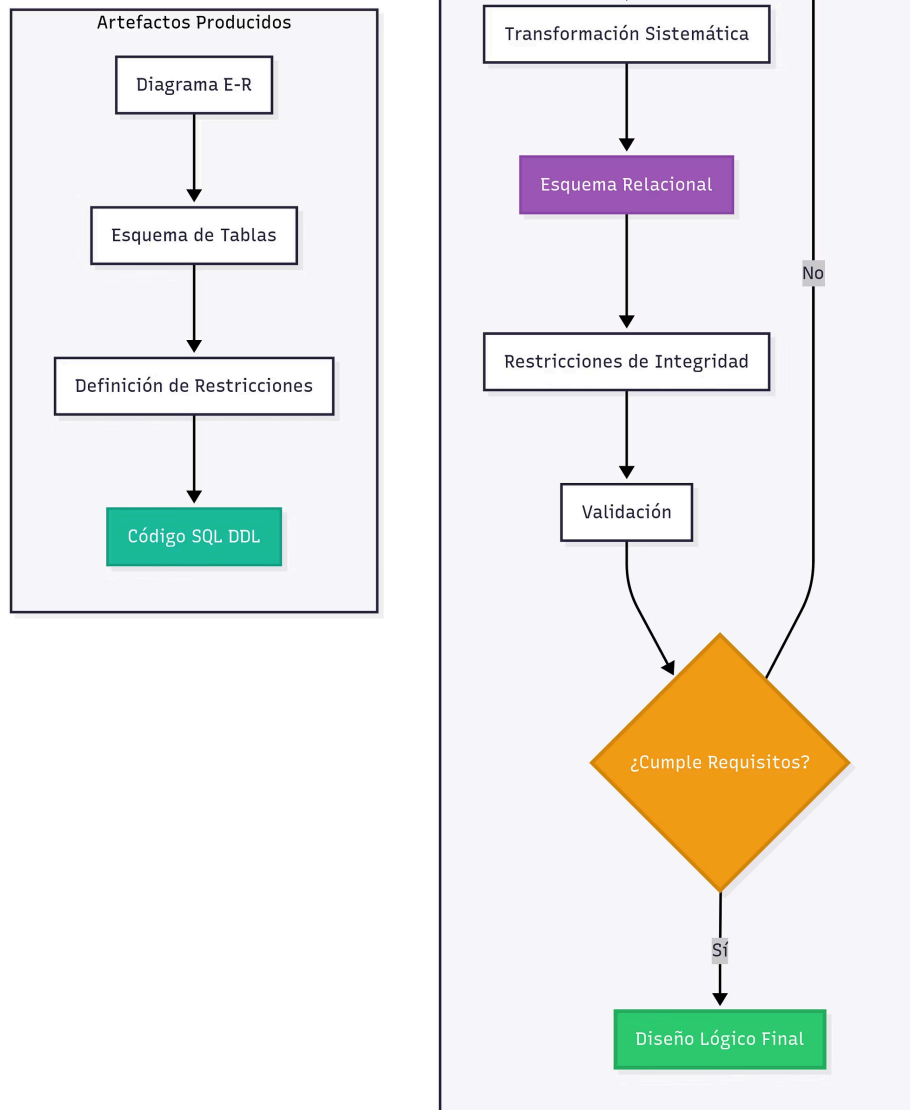 Artefactos Producidos
Diagrama E-R
Esquema de Tablas
Definición de Restricciones
Código SQL DDL
Transformación Sistemática
Esquema Relacional
No
Restricciones de Integridad
Validación
¿Cumple Requisitos?
Sí
Diseño Lógico Final